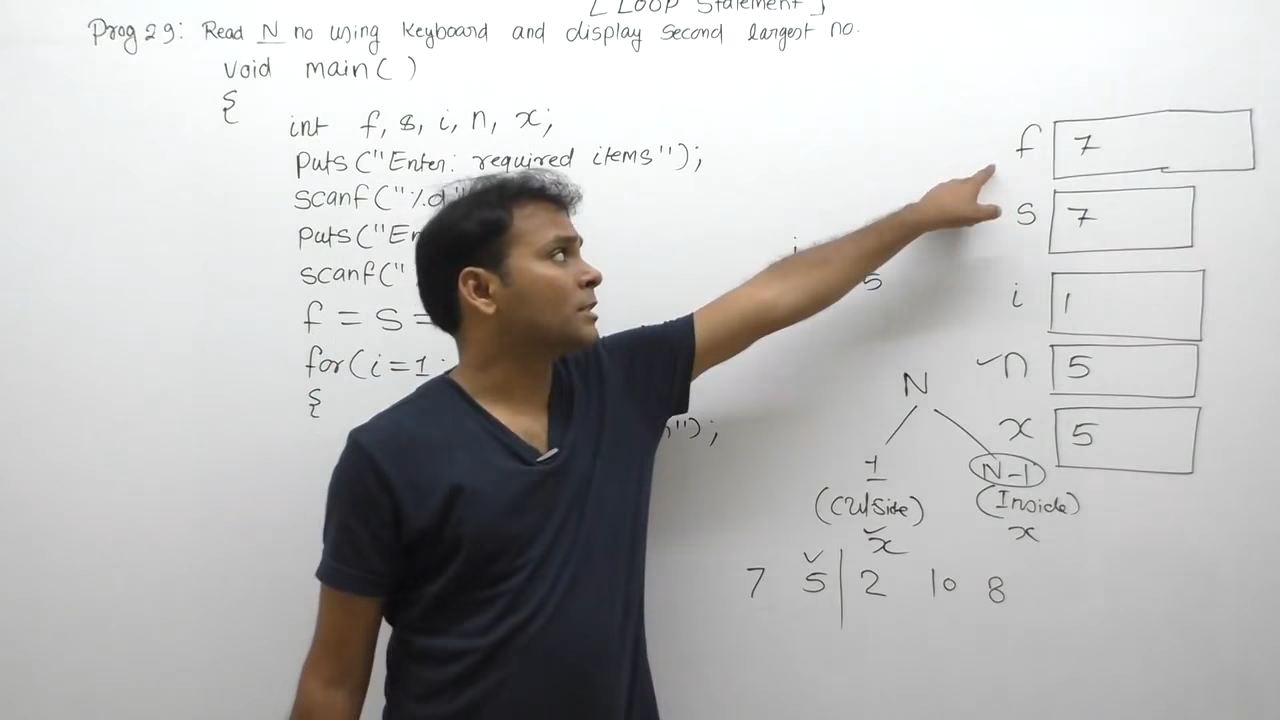 [ LOOP Statement ]
Prog 29: Read N no using Keyboard and display second largest no.
void main( )
{
int f, s, i, n, x;
puts("Enter: required items");
scanf("%d"
puts("En
scanf("
f = s =
for(i=1;
{
");
f 7
s 7
i 1
n 5
x 5
5
N
1 N-1
(Outside) (Inside)
x x
7 5 2 10 8